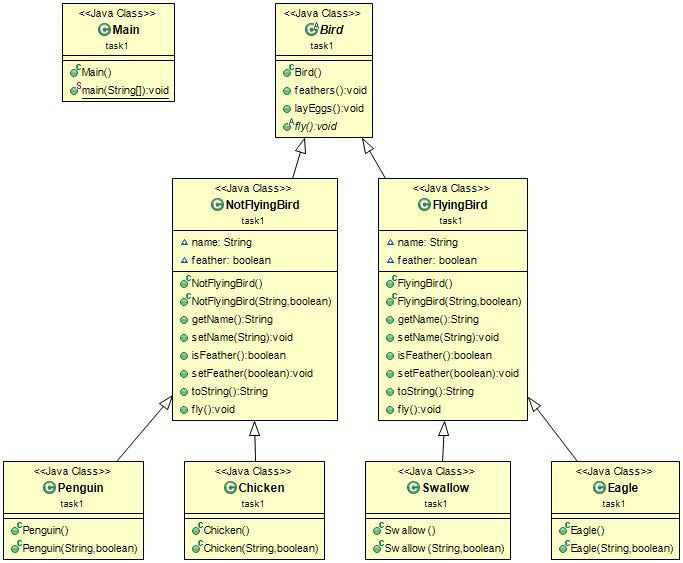 <<Java Class>>
Main
task1
Main()
main(String[]):void
<<Java Class>>
Bird
task1
Bird()
feathers():void
layEggs():void
fly():void
<<Java Class>>
NotFlyingBird
task1
name: String
feather: boolean
NotFlyingBird()
NotFlyingBird(String,boolean)
getName():String
setName(String):void
isFeather():boolean
setFeather(boolean):void
toString():String
fly():void
<<Java Class>>
FlyingBird
task1
name: String
feather: boolean
FlyingBird()
FlyingBird(String,boolean)
getName():String
setName(String):void
isFeather():boolean
setFeather(boolean):void
toString():String
fly():void
<<Java Class>>
Penguin
task1
Penguin()
Penguin(String,boolean)
<<Java Class>>
Chicken
task1
Chicken()
Chicken(String,boolean)
<<Java Class>>
Swallow
task1
Swallow()
Swallow(String,boolean)
<<Java Class>>
Eagle
task1
Eagle()
Eagle(String,boolean)